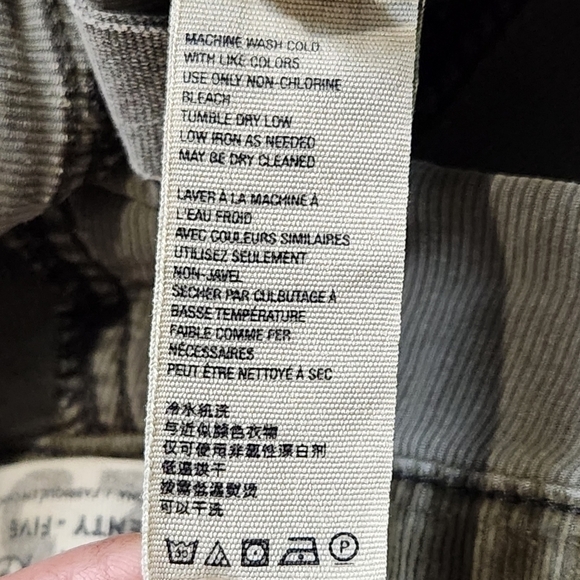 MACHINE WASH COLD
WITH LIKE COLORS
USE ONLY NON-CHLORINE
BLEACH
TUMBLE DRY LOW
LOW IRON AS NEEDED
MAY BE DRY CLEANED
LAVER À LA MACHINE À
L'EAU FROID
AVEC COULEURS SIMILAIRES
UTILISEZ SEULEMENT
NON-JAVEL
SÉCHER PAR CULBUTAGE À
BASSE TEMPÉRATURE
FAIBLE COMME FER
NÉCESSAIRES
PEUT ÊTRE NETTOYÉ À SEC
冷水机洗
与近似颜色衣物
仅可使用非氯性漂白剂
低温烘干
按需低温熨烫
可以干洗
30
P